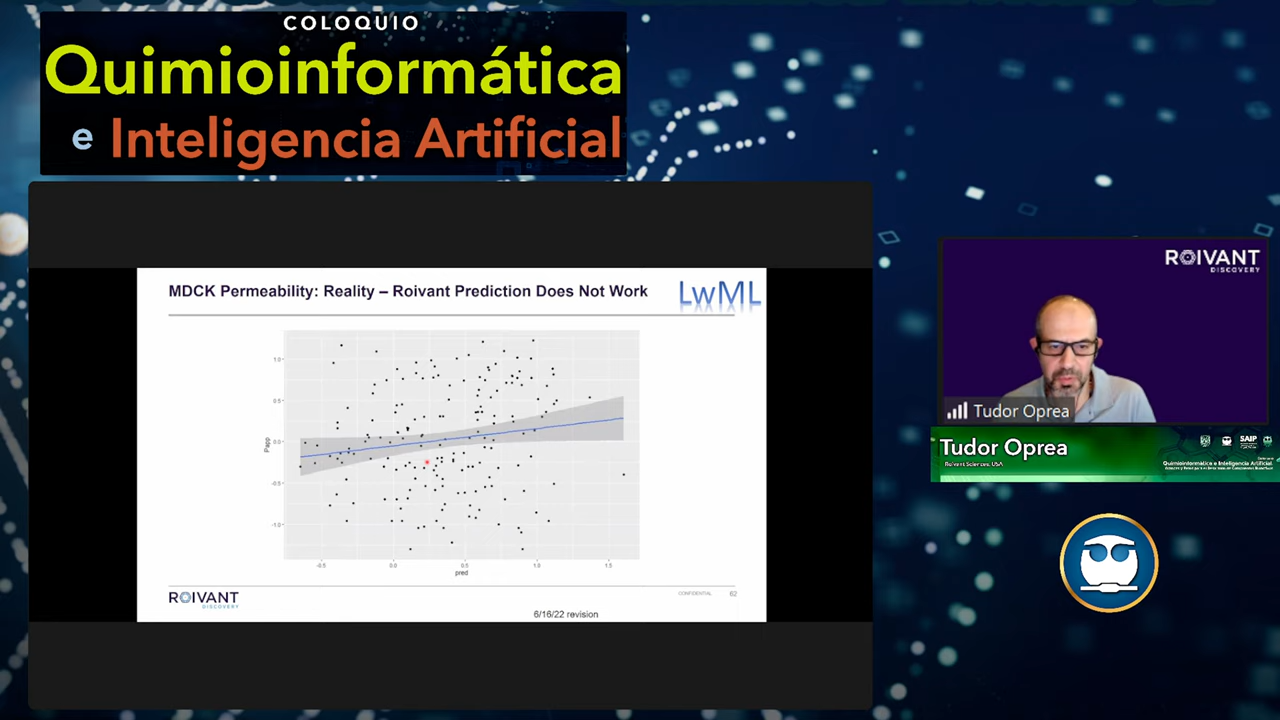 COLOQUIO
Quimioinformática
e Inteligencia Artificial
MDCK Permeability: Reality – Roivant Prediction Does Not Work
LwML
1.0
0.5
0.0
-0.5
-1.0
Papp
-0.5
0.0
0.5
1.0
1.5
pred
ROIVANT
DISCOVERY
CONFIDENTIAL
62
6/16/22 revision
ROIVANT
DISCOVERY
Tudor Oprea
Tudor Oprea
Roivant Sciences, USA
SAIP
Quimioinformática e Inteligencia Artificial